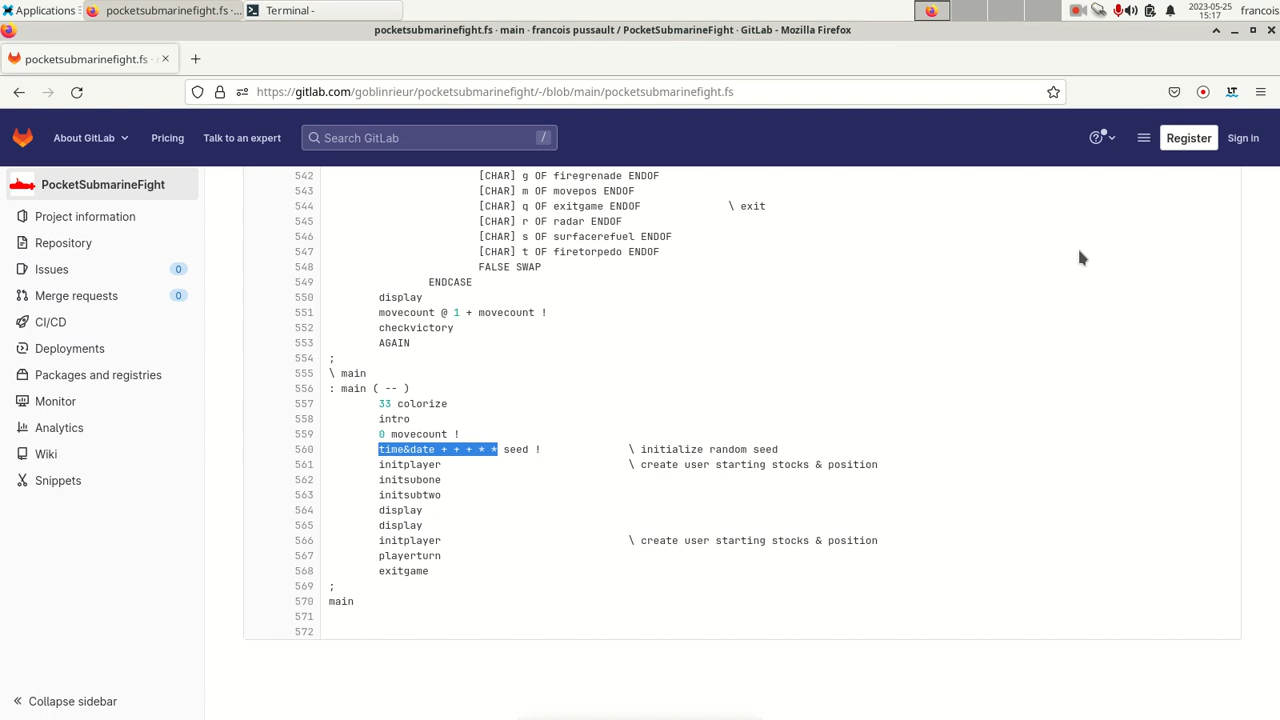 Applications
pocketsubmarinefight.fs ·...
Terminal -
2023-05-25
15:17
francois
pocketsubmarinefight.fs · main · francois pussault / PocketSubmarineFight · GitLab — Mozilla Firefox
pocketsubmarinefight.fs ·
LT
https://gitlab.com/goblinrieur/pocketsubmarinefight/-/blob/main/pocketsubmarinefight.fs
About GitLab
Pricing
Talk to an expert
Search GitLab
/
Register
Sign in
PocketSubmarineFight
Project information
Repository
Issues 0
Merge requests 0
CI/CD
Deployments
Packages and registries
Monitor
Analytics
Wiki
Snippets
Collapse sidebar
542 [CHAR] g OF firegrenade ENDOF
543 [CHAR] m OF movepos ENDOF
544 [CHAR] q OF exitgame ENDOF \ exit
545 [CHAR] r OF radar ENDOF
546 [CHAR] s OF surfacerefuel ENDOF
547 [CHAR] t OF firetorpedo ENDOF
548 FALSE SWAP
549 ENDCASE
550 display
551 movecount @ 1 + movecount !
552 checkvictory
553 AGAIN
554 ;
555 \ main
556 : main ( -- )
557 33 colorize
558 intro
559 0 movecount !
560 time&date + + + * * seed ! \ initialize random seed
561 initplayer \ create user starting stocks & position
562 initsubone
563 initsubtwo
564 display
565 display
566 initplayer \ create user starting stocks & position
567 playerturn
568 exitgame
569 ;
570 main
571
572